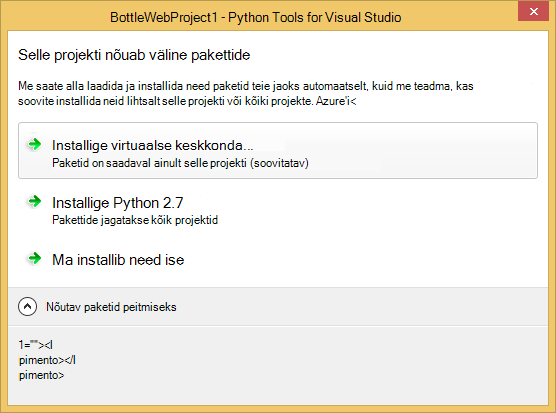 BottleWebProject1 - Python Tools for Visual Studio
Selle projekti nõuab väline pakettide
Me saate alla laadida ja installida need paketid teie jaoks automaatselt, kuid me teadma, kas
soovite installida neid lihtsalt selle projekti või kõiki projekte. Azure'i<
Installige virtuaalse keskkonda...
Paketid on saadaval ainult selle projekti (soovitatav)
Installige Python 2.7
Pakettide jagatakse kõik projektid
Ma installib need ise
Nõutav paketid peitmiseks
1=""><I
pimento></I
pimento>